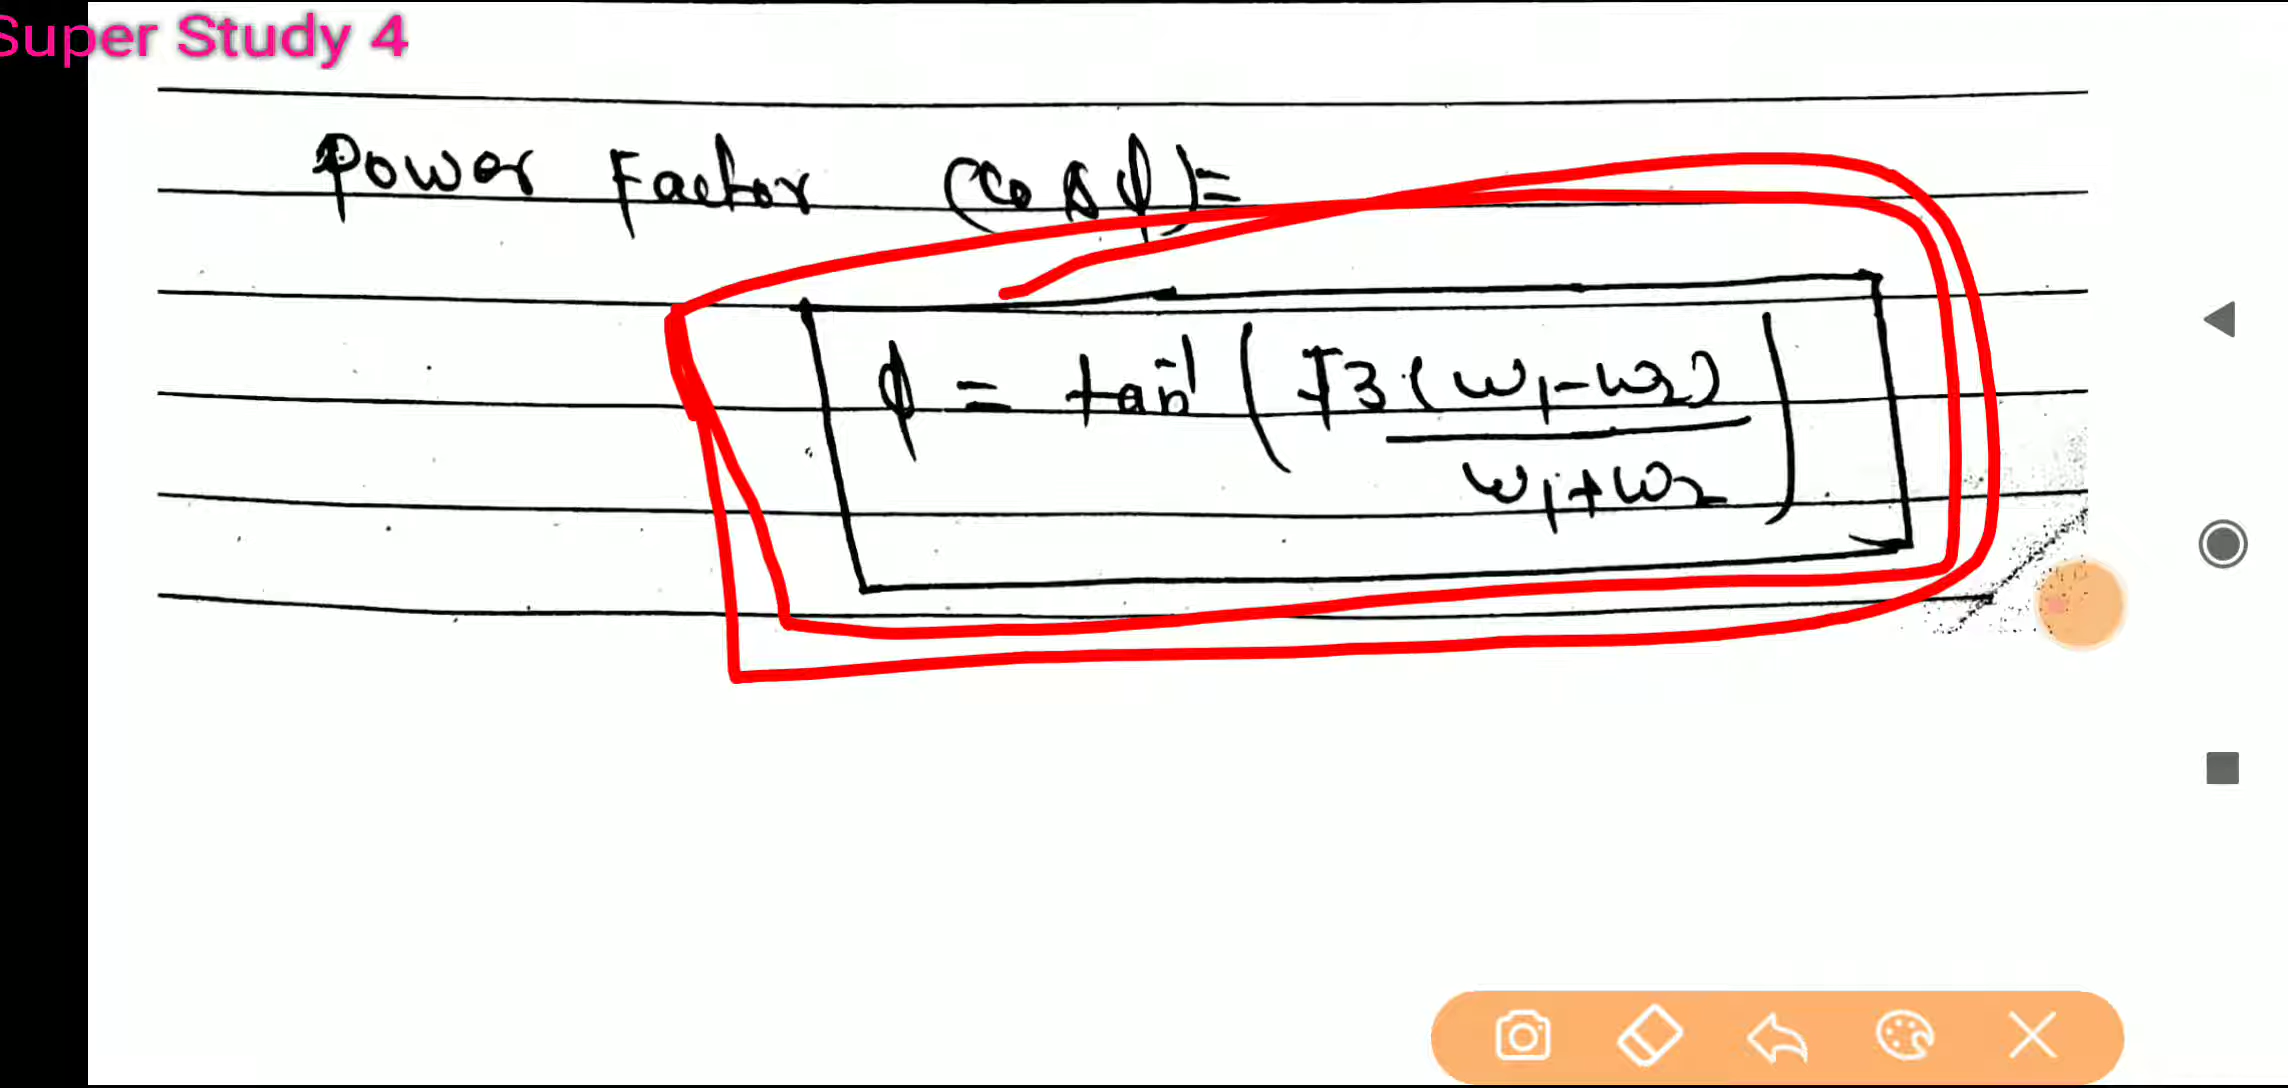 Super Study 4
Power Factor (cos φ) =
φ = tan⁻¹ ( √3 (W1 - W2) / W1 + W2 )